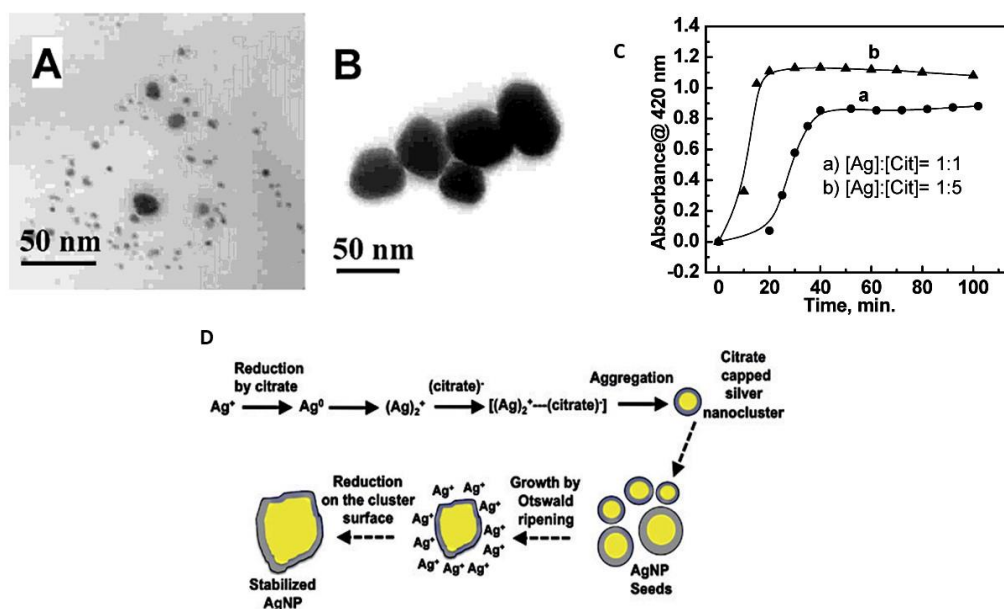 A
50 nm
B
50 nm
C
Absorbance@ 420 nm
1.2
1.0
0.8
0.6
0.4
0.2
0.0
-0.2
b
a
a) [Ag]:[Cit]= 1:1
b) [Ag]:[Cit]= 1:5
0 20 40 60 80 100
Time, min.
D
Reduction
by citrate
(citrate)-
Aggregation
Citrate
capped
silver
nanocluster
Ag+
Ag0
(Ag)2+
[(Ag)2+---(citrate)-]
Reduction
on the cluster
surface
Ag+ Ag+
Ag+ Ag+
Ag+ Ag+
Ag+ Ag+
Ag+ Ag+ Ag+
Growth by
Otswald
ripening
Stabilized
AgNP
AgNP
Seeds